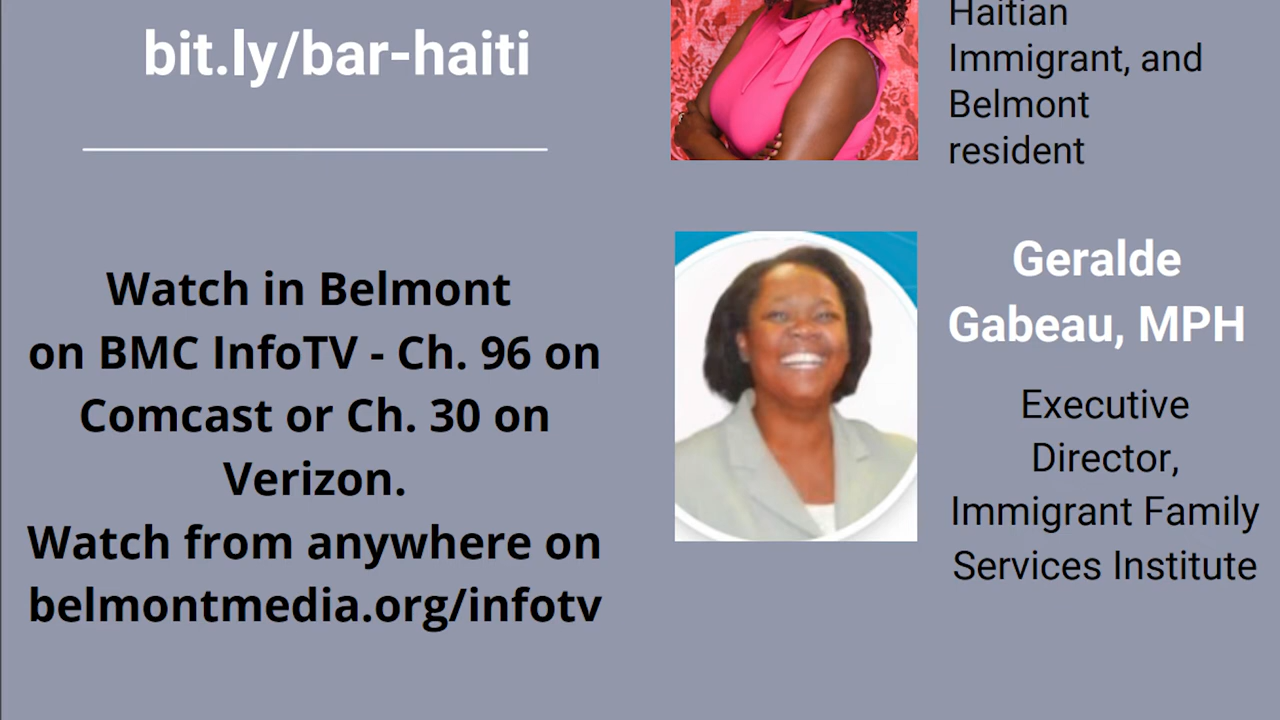 bit.ly/bar-haiti
Watch in Belmont
on BMC InfoTV - Ch. 96 on
Comcast or Ch. 30 on
Verizon.
Watch from anywhere on
belmontmedia.org/infotv
Haitian
Immigrant, and
Belmont
resident
Geralde
Gabeau, MPH
Executive
Director,
Immigrant Family
Services Institute